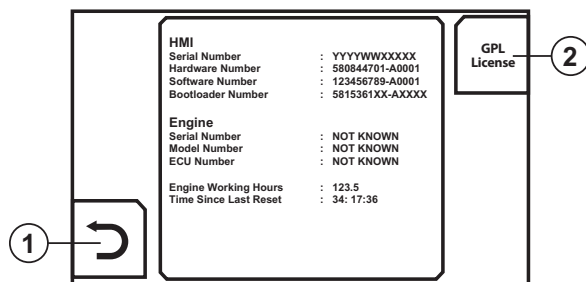 HMI
Serial Number : YYYYWWXXXXX
Hardware Number : 580844701-A0001
Software Number : 123456789-A0001
Bootloader Number : 5815361XX-AXXXX
Engine
Serial Number : NOT KNOWN
Model Number : NOT KNOWN
ECU Number : NOT KNOWN
Engine Working Hours : 123.5
Time Since Last Reset : 34: 17:36
GPL
License
2
1